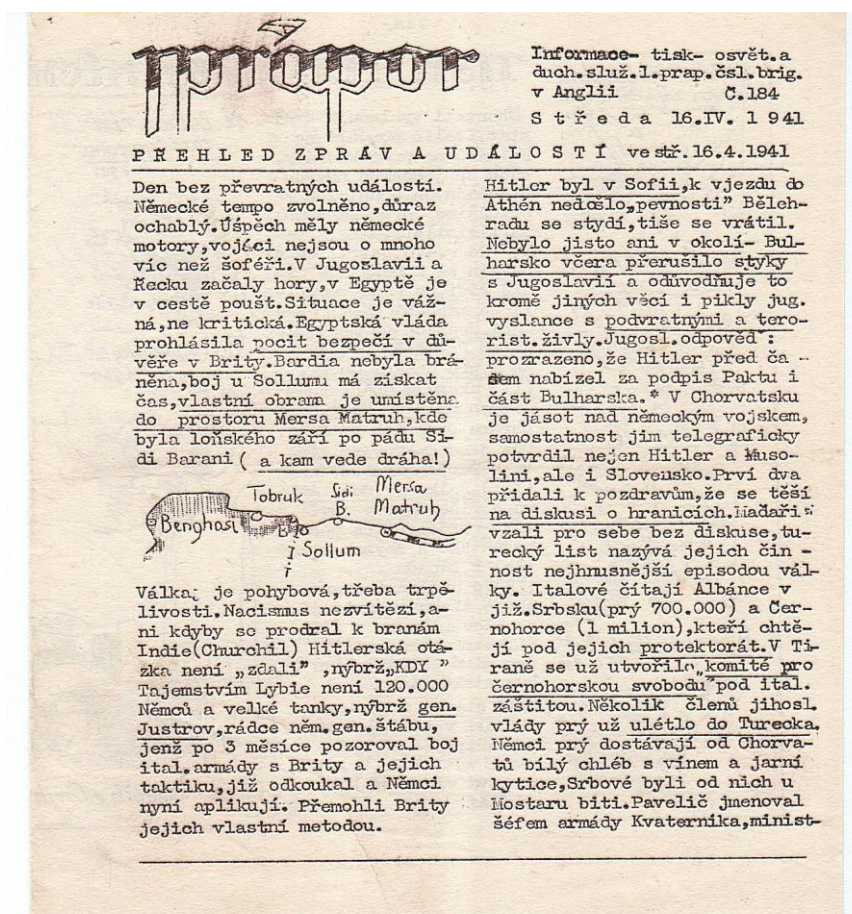 prápor
Informace- tisk- osvět.a
duch.služ.1.prap.čsl.brig.
v Anglii Č.184
Středa 16.IV. 1941
PŘEHLED ZPRÁV A UDÁLOSTÍ ve stř.16.4.1941
Den bez převratných událostí.
Německé tempo zvolněno,důraz
ochablý.Úspěch měly německé
motory,vojáci nejsou o mnoho
víc než šoféři.V Jugoslavii a
Řecku začaly hory,v Egyptě je
v cestě poušt.Situace je váž-
ná,ne kritická.Egyptská vláda
prohlásila pocit bezpečí v dů-
věře v Brity.Bardia nebyla brá-
něna,boj u Sollumu má získat
čas,vlastní obrana je umístěna
do prostoru Mersa Matruh,kde
byla loňského září po pádu Si-
di Barani ( a kam vede dráha!)
Benghasi
Tobruk
B.
Sollum
Sidi
B.
Mersa
Matruh
Válka je pohybová,třeba trpě-
livosti.Nacismus nezvítězí,a-
ni kdyby se prodral k branám
Indie(Churchil) Hitlerská otá-
zka není „zdali" ,nýbrž„KDY "
Tajemstvím Lybie není 120.000
Němců a velké tanky,nýbrž gen.
Justrov,rádce něm.gen.štábu,
jenž po 3 měsíce pozoroval boj
ital.armády s Brity a jejich
taktiku,již odkoukal a Němci
nyní aplikují. Přemohli Brity
jejich vlastní metodou.
Hitler byl v Sofii,k vjezdu do
Athén nedošlo„pevnosti" Běleh-
radu se stydí,tiše se vrátil.
Nebylo jisto ani v okolí- Bul-
harsko včera přerušilo styky
s Jugoslavií a odůvodňuje to
kromě jiných věcí i pikly jug.
vyslance s podvratnými a tero-
rist.živly.Jugosl.odpověd :
prozrazeno,že Hitler před ča -
sem nabízel za podpis Paktu i
část Bulharska.* V Chorvatsku
je jásot nad německým vojskem,
samostatnost jim telegraficky
potvrdil nejen Hitler a Muso-
lini,ale i Slovensko.Prví dva
přidali k pozdravům,že se těší
na diskusi o hranicích.Maďaři
vzali pro sebe bez diskuse,tu-
recký list nazývá jejich čin -
nost nejhnusnější episodou vál-
ky. Italové čítají Albánce v
již.Srbsku(prý 700.000) a Čer-
nohorce (1 milion),kteří chtě-
jí pod jejich protektorát.V Ti-
raně se už utvořilo„komité pro
černohorskou svobodu"pod ital.
záštitou.Několik členů jihosl.
vlády prý už ulétlo do Turecka.
Němci prý dostávají od Chorva-
tů bílý chléb s vínem a jarní
kytice,Srbové byli od nich u
Mostaru biti.Pavelič jmenoval
šéfem armády Kvaternika,minist-